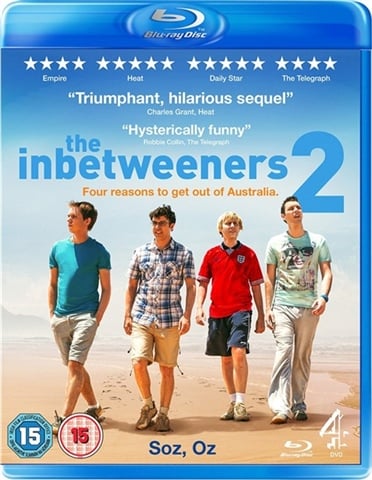 Blu-ray Disc
Empire Heat Daily Star The Telegraph
“Triumphant, hilarious sequel”
Charles Grant, Heat
“Hysterically funny”
Robbie Collin, The Telegraph
the
inbetweeners 2
Four reasons to get out of Australia.
15 15
Soz, Oz
Blu-ray Disc
4
DVD